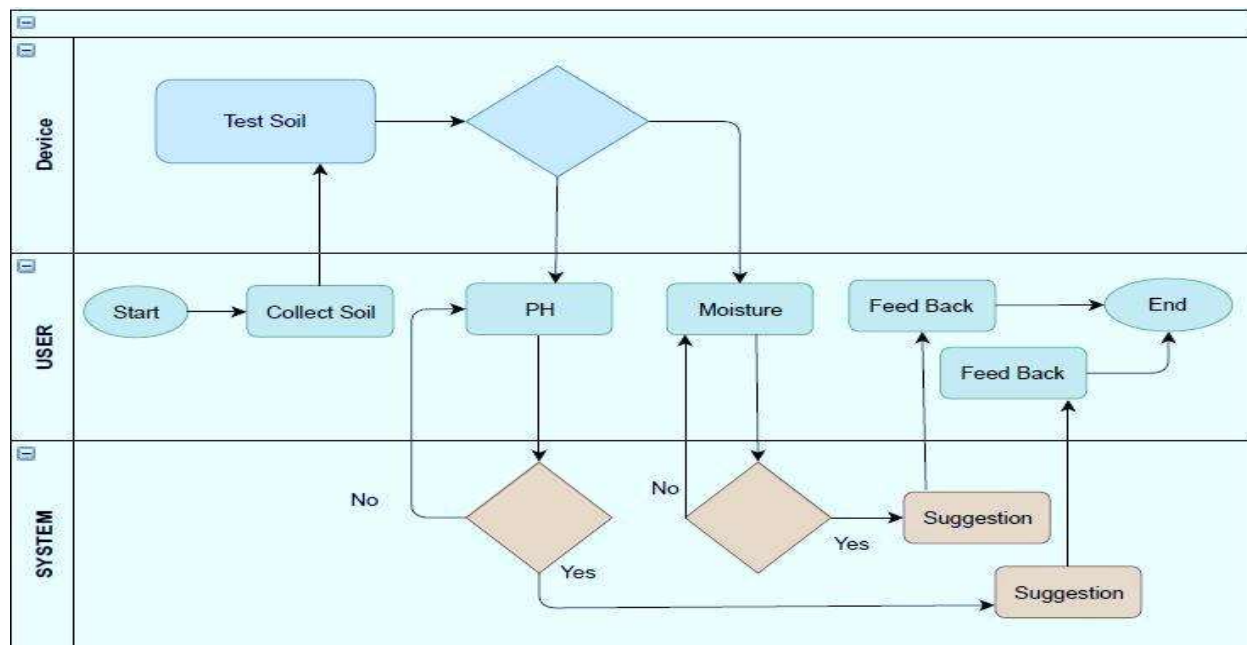 Device
Test Soil
USER
Start
Collect Soil
PH
Moisture
Feed Back
End
Feed Back
SYSTEM
No
Yes
No
Yes
Suggestion
Suggestion